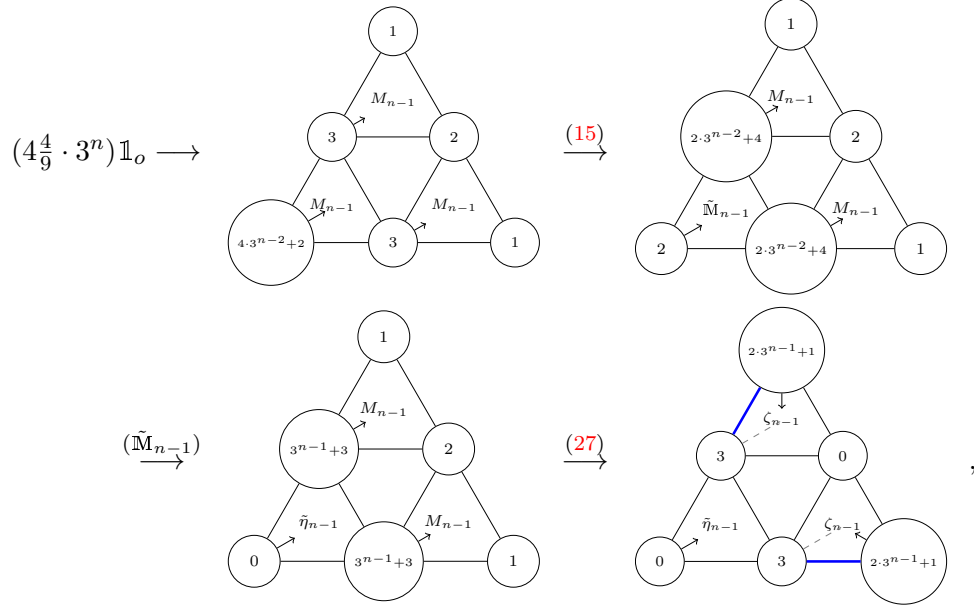 (4 4/9 · 3^n)𝟙_o ⟶
1
M_{n−1}
3
2
M_{n−1}
M_{n−1}
4·3^{n−2}+2
3
1
(15)
⟶
1
M_{n−1}
2·3^{n−2}+4
2
M̃_{n−1}
M_{n−1}
2
2·3^{n−2}+4
1
(M̃_{n−1})
⟶
1
M_{n−1}
3^{n−1}+3
2
η̃_{n−1}
M_{n−1}
0
3^{n−1}+3
1
(27)
⟶
2·3^{n−1}+1
ζ_{n−1}
3
0
η̃_{n−1}
ζ_{n−1}
0
3
2·3^{n−1}+1
,